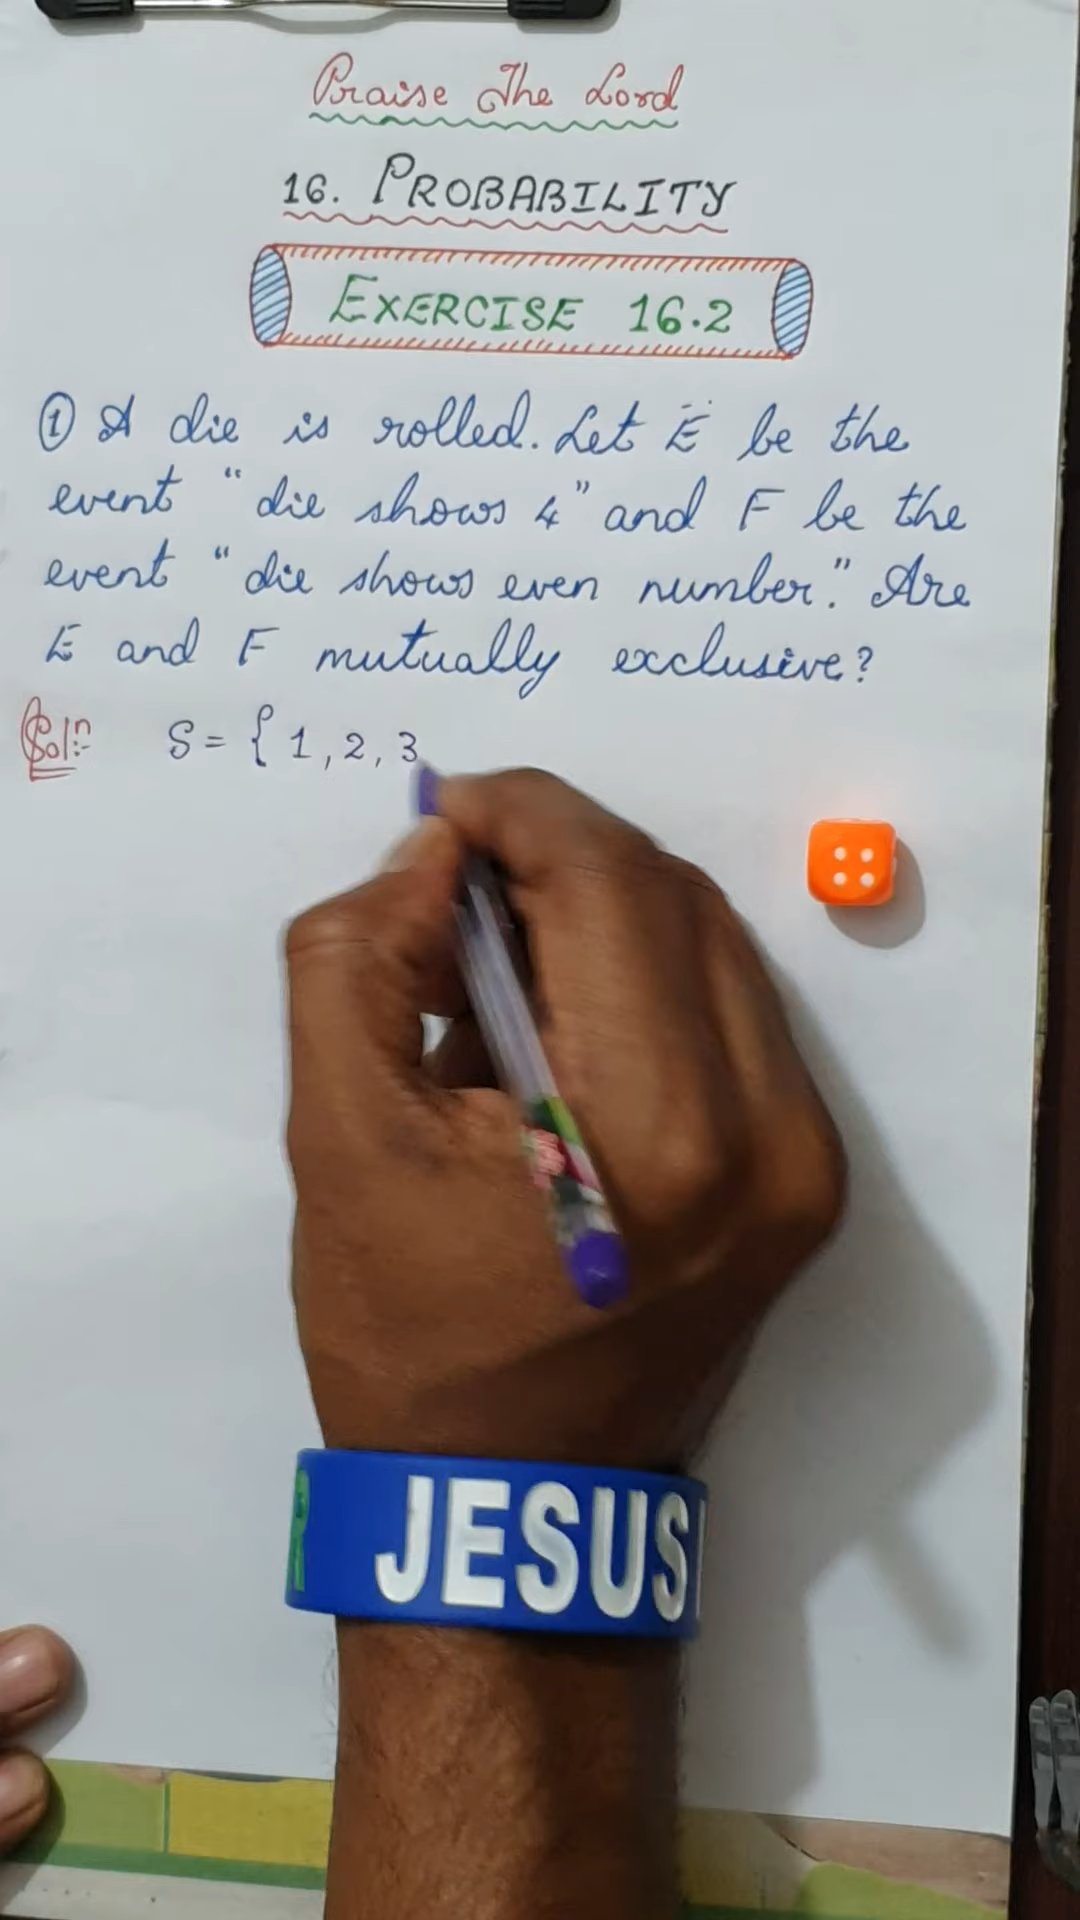 Praise The Lord
16. PROBABILITY
EXERCISE 16.2
① A die is rolled. Let E be the
event "die shows 4" and F be the
event "die shows even number." Are
E and F mutually exclusive?
Soln:- S = { 1, 2, 3
JESUS